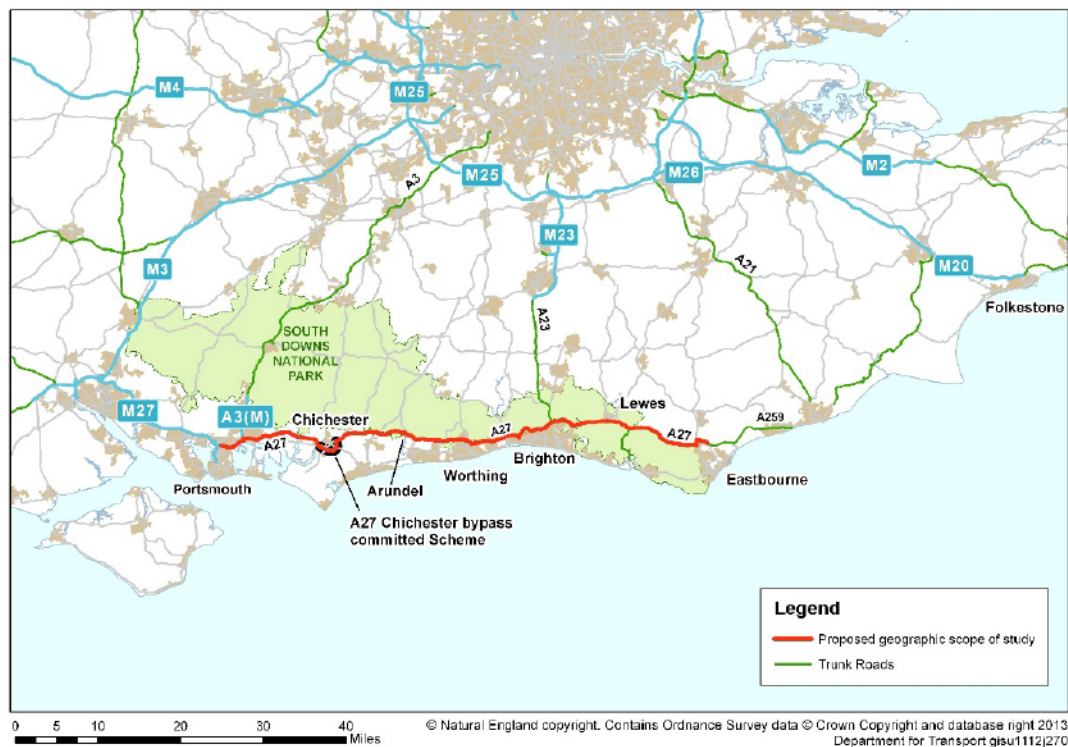 M4
M25
M25
M26
M2
A3
M23
M3
A21
M20
Folkestone
A23
SOUTH
DOWNS
NATIONAL
PARK
M27
A3(M)
Chichester
Lewes
A259
A27
A27
A27
Brighton
Worthing
Eastbourne
Portsmouth
Arundel
A27 Chichester bypass
committed Scheme
Legend
Proposed geographic scope of study
Trunk Roads
0 5 10 20 30 40
Miles
© Natural England copyright. Contains Ordnance Survey data © Crown Copyright and database right 2013
Department for Transport gisu1112j270